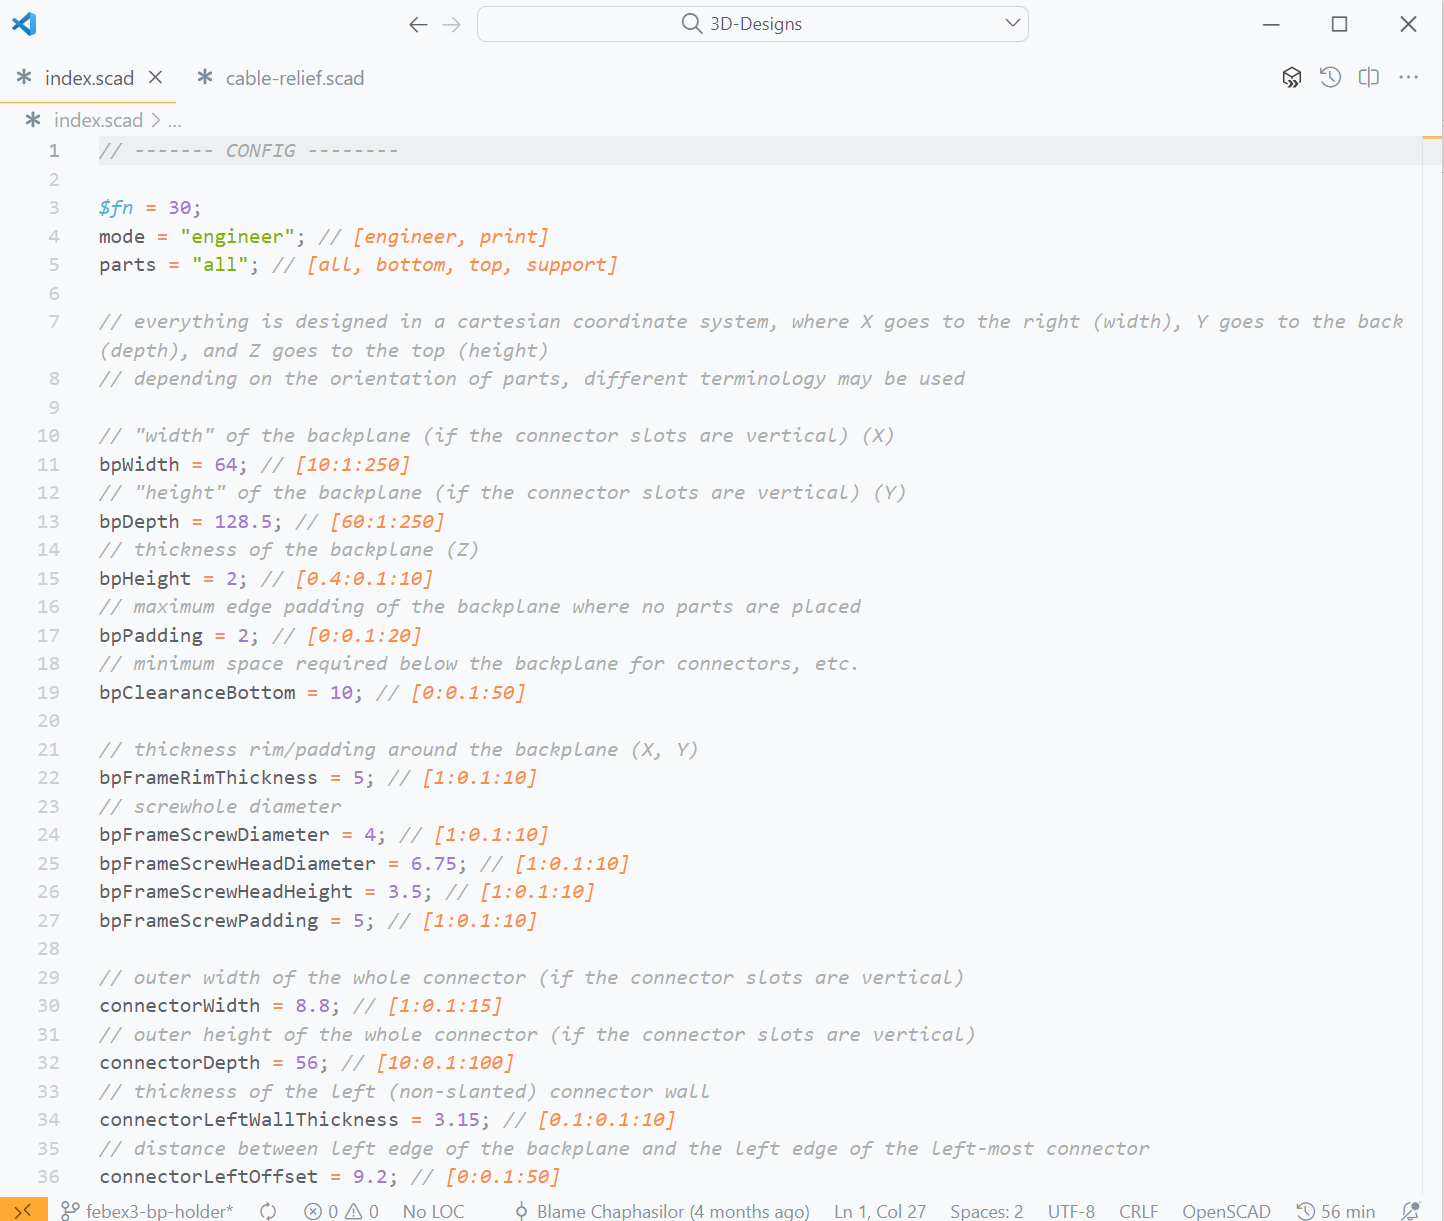 3D-Designs
index.scad
cable-relief.scad
index.scad > ...
1 // ------- CONFIG --------
2
3 $fn = 30;
4 mode = "engineer"; // [engineer, print]
5 parts = "all"; // [all, bottom, top, support]
6
7 // everything is designed in a cartesian coordinate system, where X goes to the right (width), Y goes to the back
(depth), and Z goes to the top (height)
8 // depending on the orientation of parts, different terminology may be used
9
10 // "width" of the backplane (if the connector slots are vertical) (X)
11 bpWidth = 64; // [10:1:250]
12 // "height" of the backplane (if the connector slots are vertical) (Y)
13 bpDepth = 128.5; // [60:1:250]
14 // thickness of the backplane (Z)
15 bpHeight = 2; // [0.4:0.1:10]
16 // maximum edge padding of the backplane where no parts are placed
17 bpPadding = 2; // [0:0.1:20]
18 // minimum space required below the backplane for connectors, etc.
19 bpClearanceBottom = 10; // [0:0.1:50]
20
21 // thickness rim/padding around the backplane (X, Y)
22 bpFrameRimThickness = 5; // [1:0.1:10]
23 // screwhole diameter
24 bpFrameScrewDiameter = 4; // [1:0.1:10]
25 bpFrameScrewHeadDiameter = 6.75; // [1:0.1:10]
26 bpFrameScrewHeadHeight = 3.5; // [1:0.1:10]
27 bpFrameScrewPadding = 5; // [1:0.1:10]
28
29 // outer width of the whole connector (if the connector slots are vertical)
30 connectorWidth = 8.8; // [1:0.1:15]
31 // outer height of the whole connector (if the connector slots are vertical)
32 connectorDepth = 56; // [10:0.1:100]
33 // thickness of the left (non-slanted) connector wall
34 connectorLeftWallThickness = 3.15; // [0.1:0.1:10]
35 // distance between left edge of the backplane and the left edge of the left-most connector
36 connectorLeftOffset = 9.2; // [0:0.1:50]
febex3-bp-holder* 0 0 No LOC Blame Chaphasilor (4 months ago) Ln 1, Col 27 Spaces: 2 UTF-8 CRLF OpenSCAD 56 min